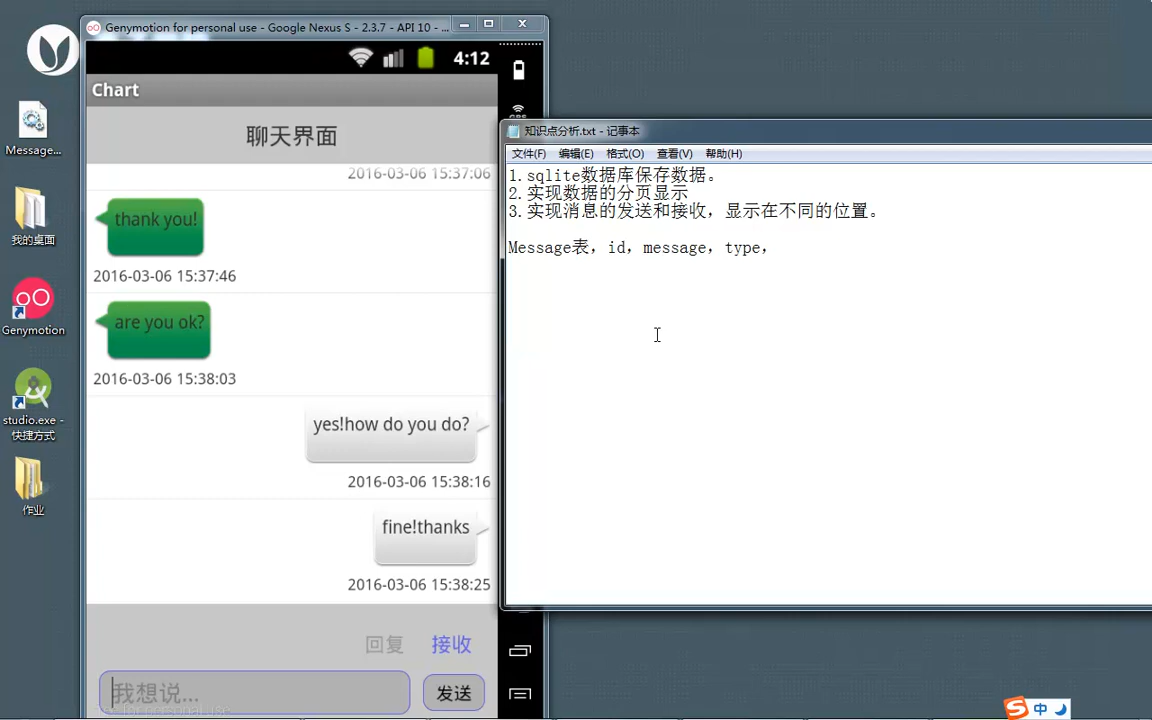 Genymotion for personal use - Google Nexus S - 2.3.7 - API 10 - ...
4:12
Chart
聊天界面
2016-03-06 15:37:06
thank you!
2016-03-06 15:37:46
are you ok?
2016-03-06 15:38:03
yes!how do you do?
2016-03-06 15:38:16
fine!thanks
2016-03-06 15:38:25
回复 接收
我想说...
发送
Message...
我的桌面
Genymotion
studio.exe -
快捷方式
作业
知识点分析.txt - 记事本
文件(F) 编辑(E) 格式(O) 查看(V) 帮助(H)
1.sqlite数据库保存数据。
2.实现数据的分页显示
3.实现消息的发送和接收，显示在不同的位置。
Message表，id，message，type，
中